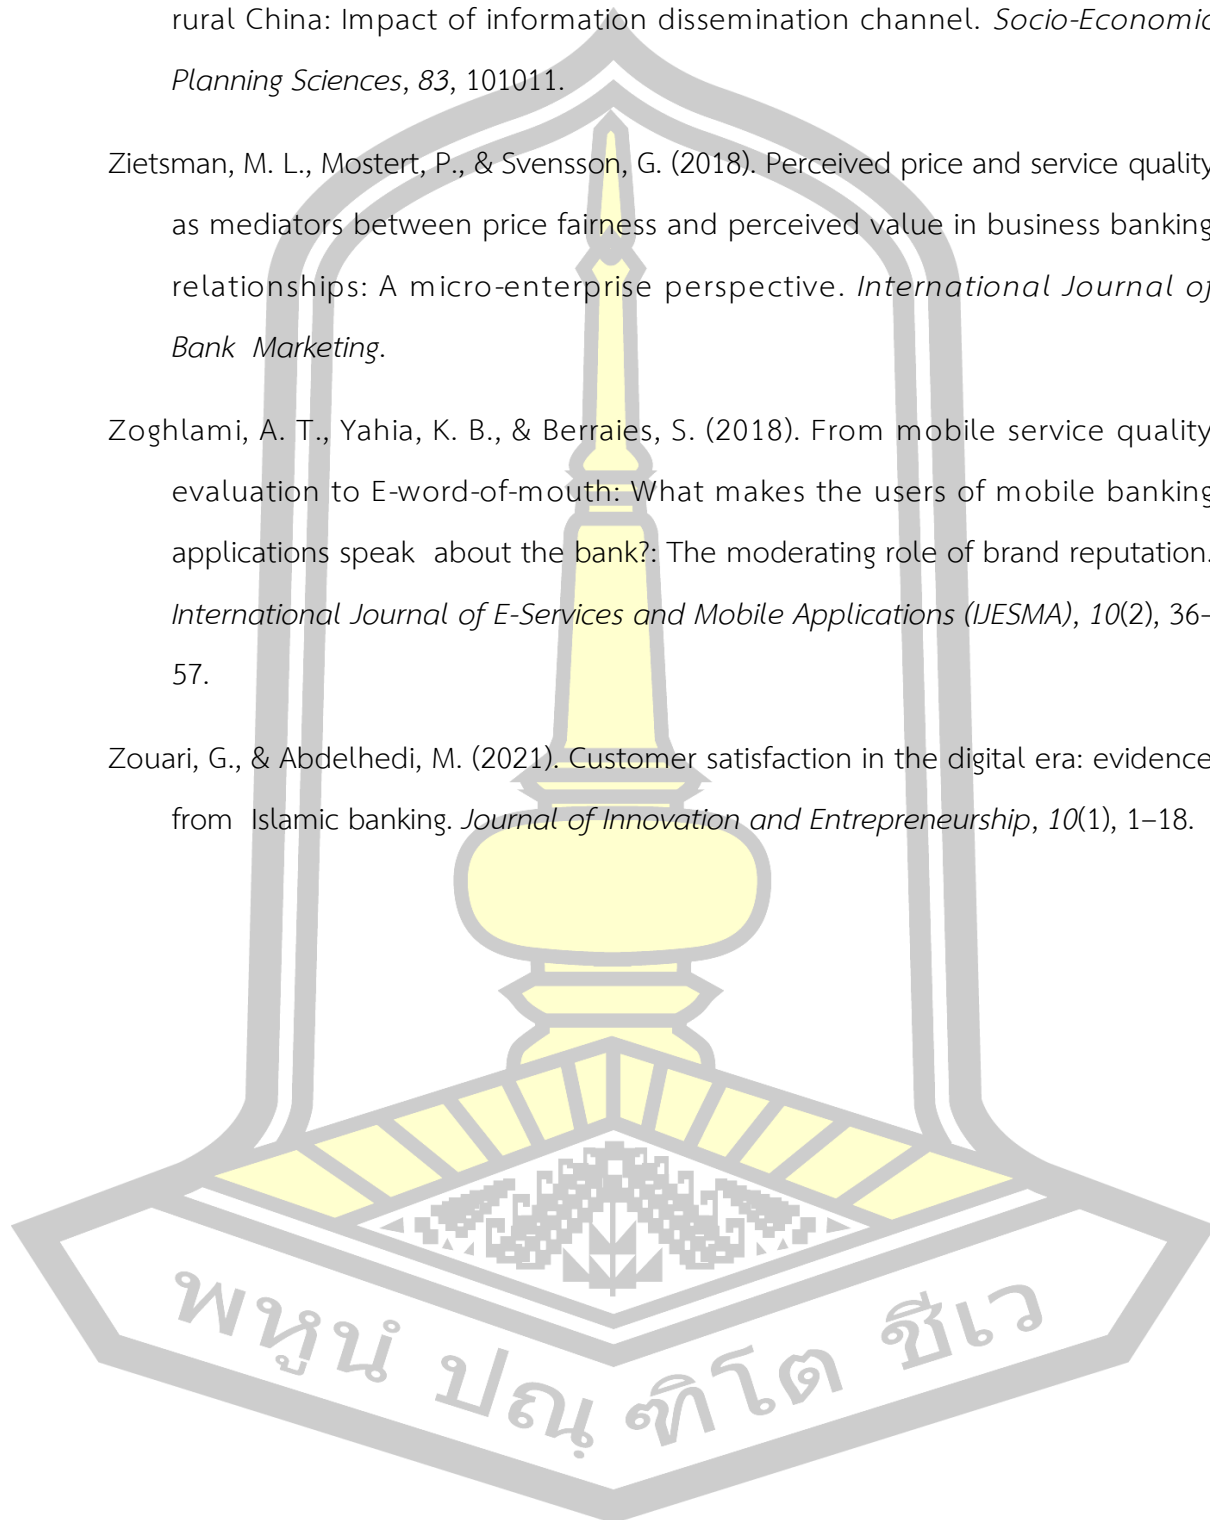 rural China: Impact of information dissemination channel. Socio-Economic
Planning Sciences, 83, 101011.
Zietsman, M. L., Mostert, P., & Svensson, G. (2018). Perceived price and service quality
as mediators between price fairness and perceived value in business banking
relationships: A micro-enterprise perspective. International Journal of
Bank Marketing.
Zoghlami, A. T., Yahia, K. B., & Berraies, S. (2018). From mobile service quality
evaluation to E-word-of-mouth: What makes the users of mobile banking
applications speak about the bank?: The moderating role of brand reputation.
International Journal of E-Services and Mobile Applications (IJESMA), 10(2), 36–
57.
Zouari, G., & Abdelhedi, M. (2021). Customer satisfaction in the digital era: evidence
from Islamic banking. Journal of Innovation and Entrepreneurship, 10(1), 1–18.
พหูนํ ปณฺฑิโต ชีเว